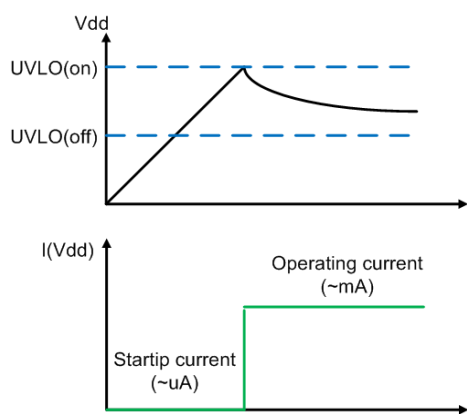 Vdd
UVLO(on)
UVLO(off)
I(Vdd)
Operating current
(~mA)
Startip current
(~uA)